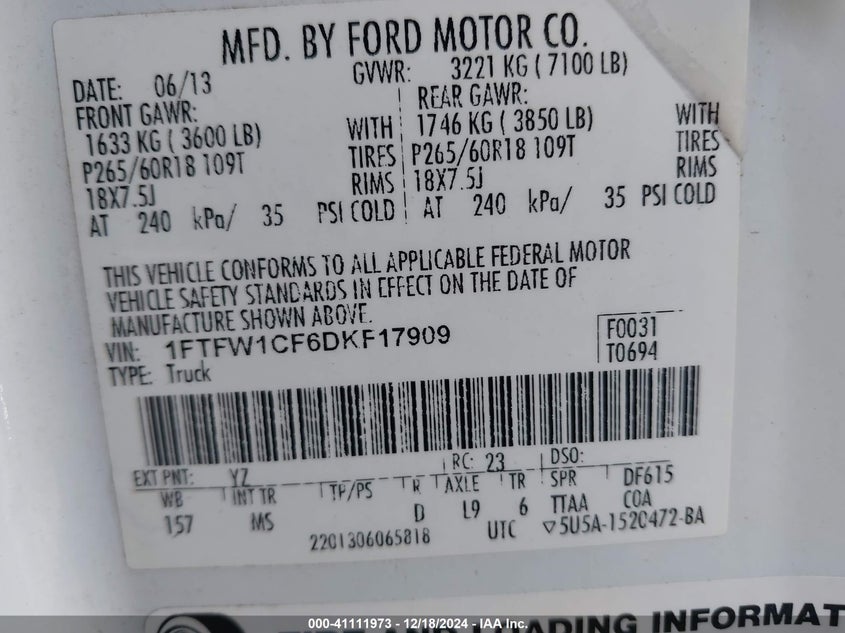 MFD. BY FORD MOTOR CO.
DATE: 06/13 GVWR: 3221 KG ( 7100 LB)
FRONT GAWR: REAR GAWR:
1633 KG ( 3600 LB) WITH 1746 KG ( 3850 LB) WITH
P265/60R18 109T TIRES P265/60R18 109T TIRES
18X7.5J RIMS 18X7.5J RIMS
AT 240 kPa/ 35 PSI COLD AT 240 kPa/ 35 PSI COLD
THIS VEHICLE CONFORMS TO ALL APPLICABLE FEDERAL MOTOR
VEHICLE SAFETY STANDARDS IN EFFECT ON THE DATE OF
MANUFACTURE SHOWN ABOVE.
VIN: 1FTFW1CF6DKF17909 F0031
TYPE: Truck T0694
EXT PNT: YZ RC: 23 DSO:
WB INT TR TP/PS R AXLE TR SPR DF615
157 MS D L9 6 TTAA COA
2201306065818 UTC ▽5U5A-1520472-BA
000-41111973 - 12/18/2024 - IAA Inc.
AND LOADING INFORMAT